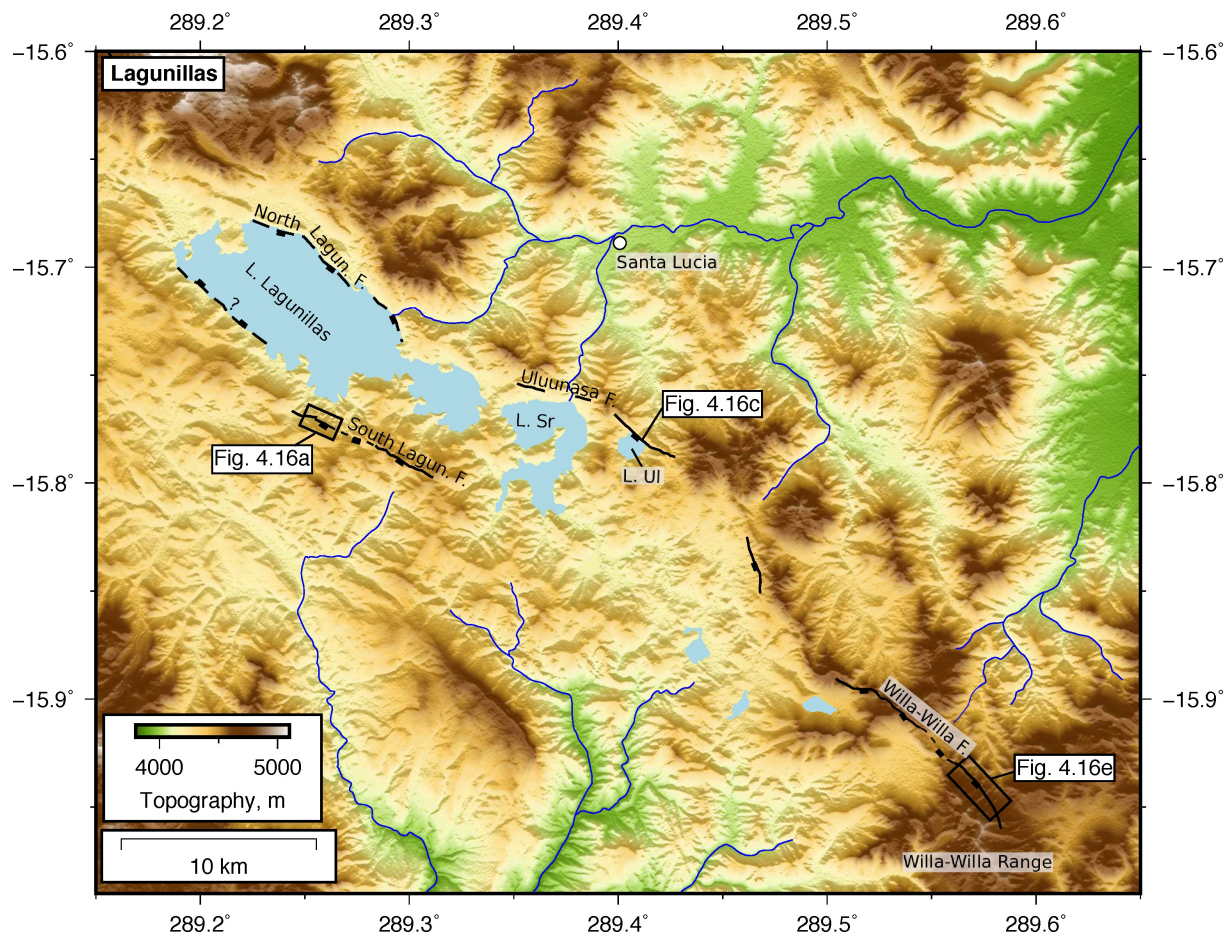 289.2° 289.3° 289.4° 289.5° 289.6°
−15.6° −15.6°
Lagunillas
North Lagun. F.
−15.7° −15.7°
Santa Lucia
L. Lagunillas
?
Uluunasa F.
Fig. 4.16c
L. Sr
South Lagun. F.
Fig. 4.16a
L. Ul
−15.8° −15.8°
−15.9° −15.9°
Willa-Willa F.
Fig. 4.16e
4000 5000
Topography, m
10 km
Willa-Willa Range
289.2° 289.3° 289.4° 289.5° 289.6°